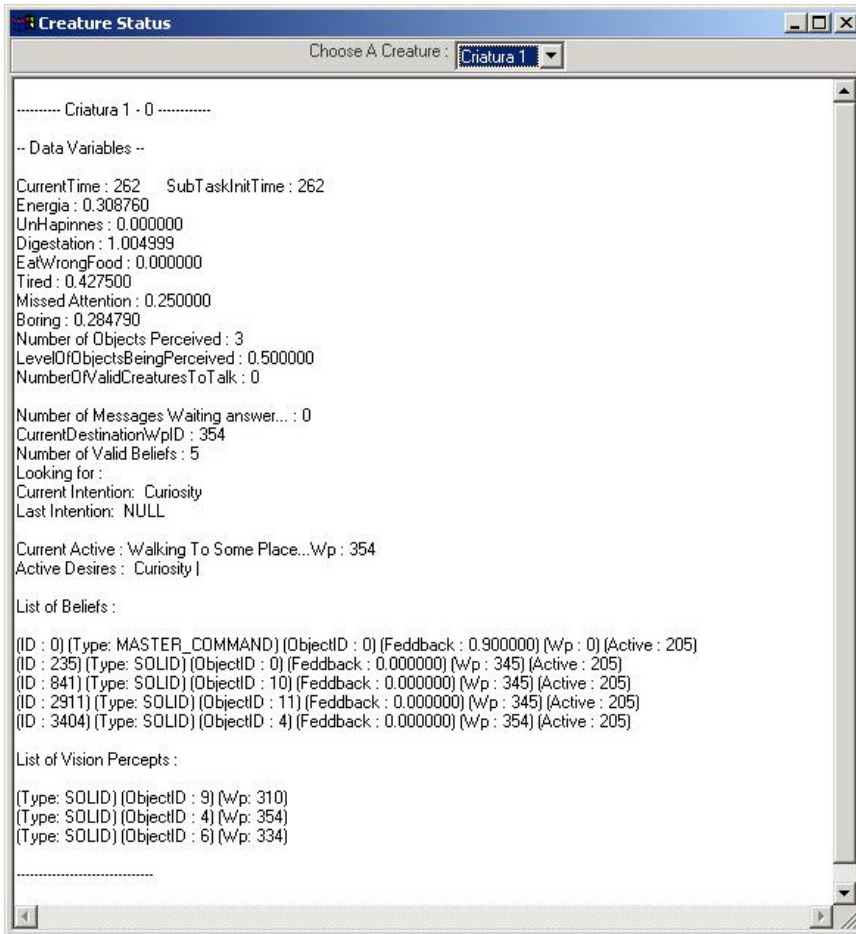 Creature Status
Choose A Creature : Criatura 1
---------- Criatura 1 - 0 ------------
-- Data Variables --
CurrentTime : 262 SubTaskInitTime : 262
Energia : 0.308760
UnHapinnes : 0.000000
Digestation : 1.004999
EatWrongFood : 0.000000
Tired : 0.427500
Missed Attention : 0.250000
Boring : 0.284790
Number of Objects Perceived : 3
LevelOfObjectsBeingPerceived : 0.500000
NumberOfValidCreaturesToTalk : 0
Number of Messages Waiting answer... : 0
CurrentDestinationWpID : 354
Number of Valid Beliefs : 5
Looking for :
Current Intention: Curiosity
Last Intention: NULL
Current Active : Walking To Some Place...Wp : 354
Active Desires : Curiosity |
List of Beliefs :
(ID : 0) (Type: MASTER_COMMAND) (ObjectID : 0) (Feddback : 0.900000) (Wp : 0) (Active : 205)
(ID : 235) (Type: SOLID) (ObjectID : 0) (Feddback : 0.000000) (Wp : 345) (Active : 205)
(ID : 841) (Type: SOLID) (ObjectID : 10) (Feddback : 0.000000) (Wp : 345) (Active : 205)
(ID : 2911) (Type: SOLID) (ObjectID : 11) (Feddback : 0.000000) (Wp : 345) (Active : 205)
(ID : 3404) (Type: SOLID) (ObjectID : 4) (Feddback : 0.000000) (Wp : 354) (Active : 205)
List of Vision Percepts :
(Type: SOLID) (ObjectID : 9) (Wp: 310)
(Type: SOLID) (ObjectID : 4) (Wp: 354)
(Type: SOLID) (ObjectID : 6) (Wp: 334)
-------------------------------